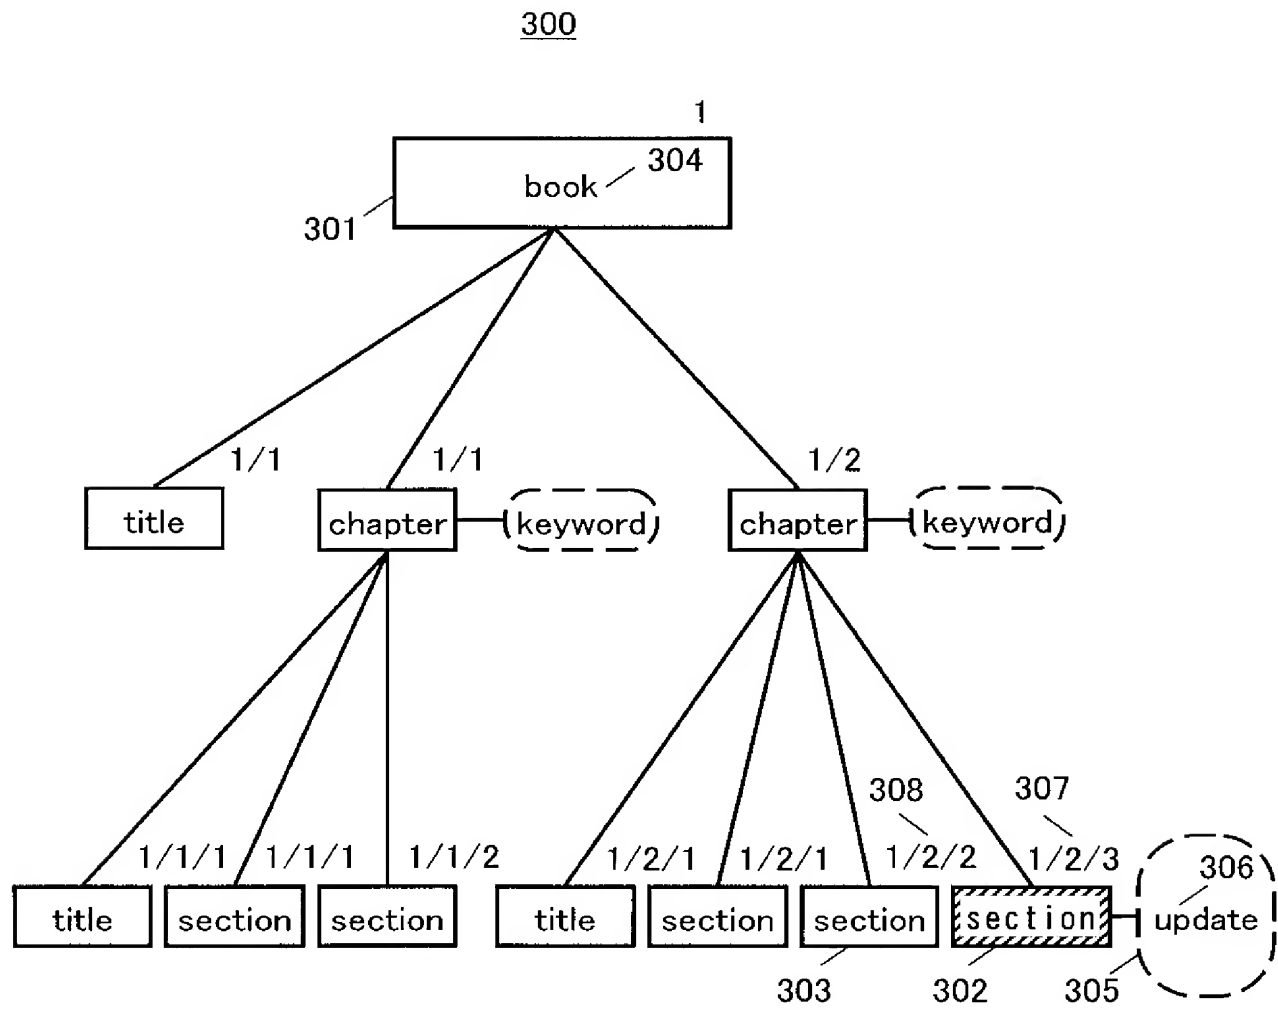 300
1
book 304
301
1/1 1/1 1/2
title chapter keyword chapter keyword
308 307
1/1/1 1/1/1 1/1/2 1/2/1 1/2/1 1/2/2 1/2/3
306
title section section title section section section update
303 302 305